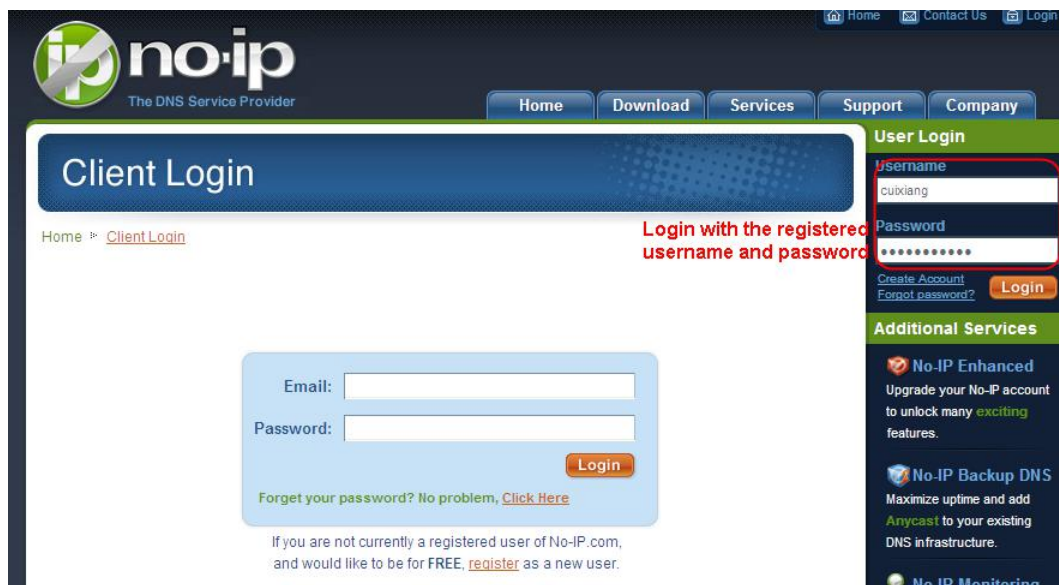 Home Contact Us Login
no·ip
The DNS Service Provider
Home Download Services Support Company
Client Login
Home Client Login
Login with the registered
username and password
Email:
Password:
Login
Forget your password? No problem, Click Here
If you are not currently a registered user of No-IP.com,
and would like to be for FREE, register as a new user.
User Login
Username
cuixiang
Password
•••••••••••
Create Account
Forgot password?
Login
Additional Services
No-IP Enhanced
Upgrade your No-IP account
to unlock many exciting
features.
No-IP Backup DNS
Maximize uptime and add
Anycast to your existing
DNS infrastructure.
No-IP Monitoring